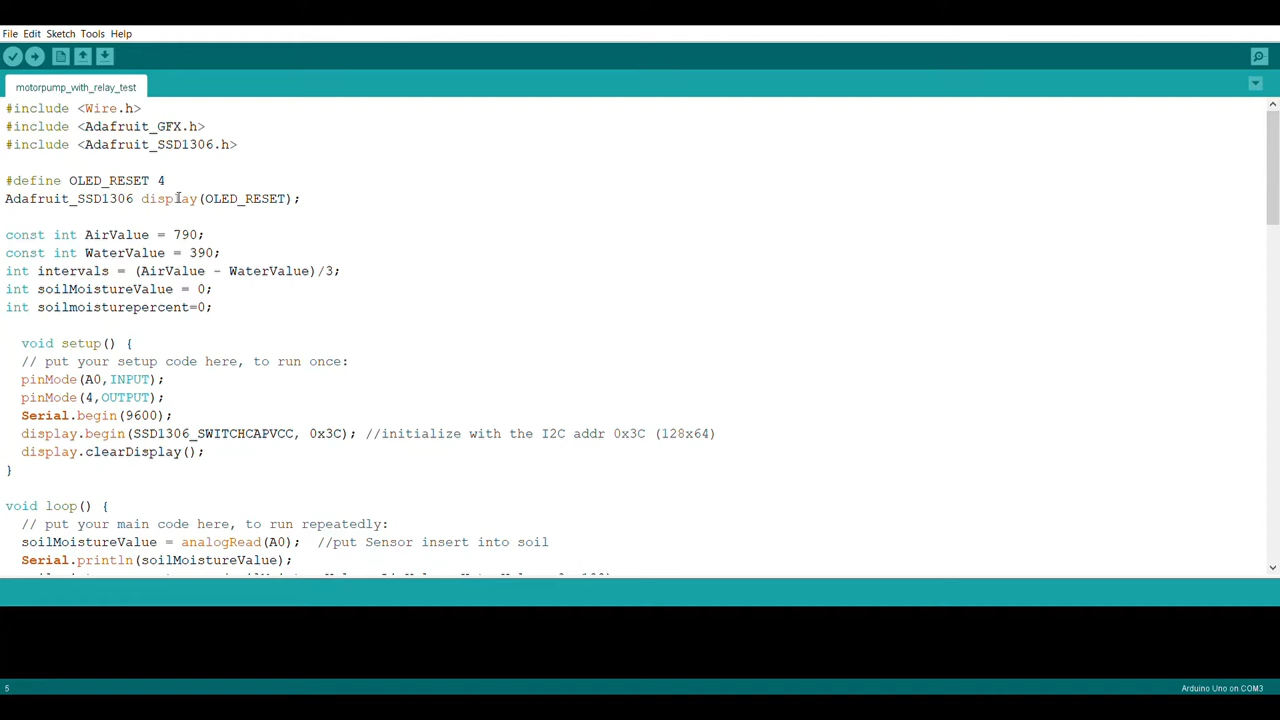 File Edit Sketch Tools Help
motorpump_with_relay_test
#include <Wire.h>
#include <Adafruit_GFX.h>
#include <Adafruit_SSD1306.h>
#define OLED_RESET 4
Adafruit_SSD1306 display(OLED_RESET);
const int AirValue = 790;
const int WaterValue = 390;
int intervals = (AirValue - WaterValue)/3;
int soilMoistureValue = 0;
int soilmoisturepercent=0;
void setup() {
// put your setup code here, to run once:
pinMode(A0,INPUT);
pinMode(4,OUTPUT);
Serial.begin(9600);
display.begin(SSD1306_SWITCHCAPVCC, 0x3C); //initialize with the I2C addr 0x3C (128x64)
display.clearDisplay();
}
void loop() {
// put your main code here, to run repeatedly:
soilMoistureValue = analogRead(A0); //put Sensor insert into soil
Serial.println(soilMoistureValue);
5
Arduino Uno on COM3